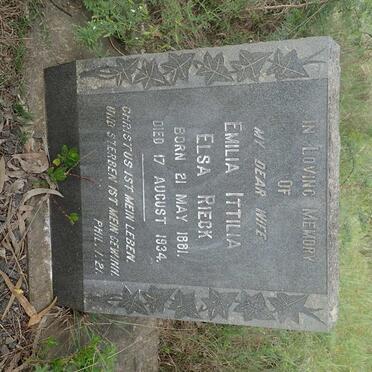 IN LOVING MEMORY
OF
MY DEAR WIFE
EMILIA ITTILIA
ELSA RIECK
BORN 21 MAY 1881.
DIED 17 AUGUST 1934.
CHRISTUS IST MEIN LEBEN
UND STERBEN IST MEIN GEWINN.
PHIL. 1. 21.